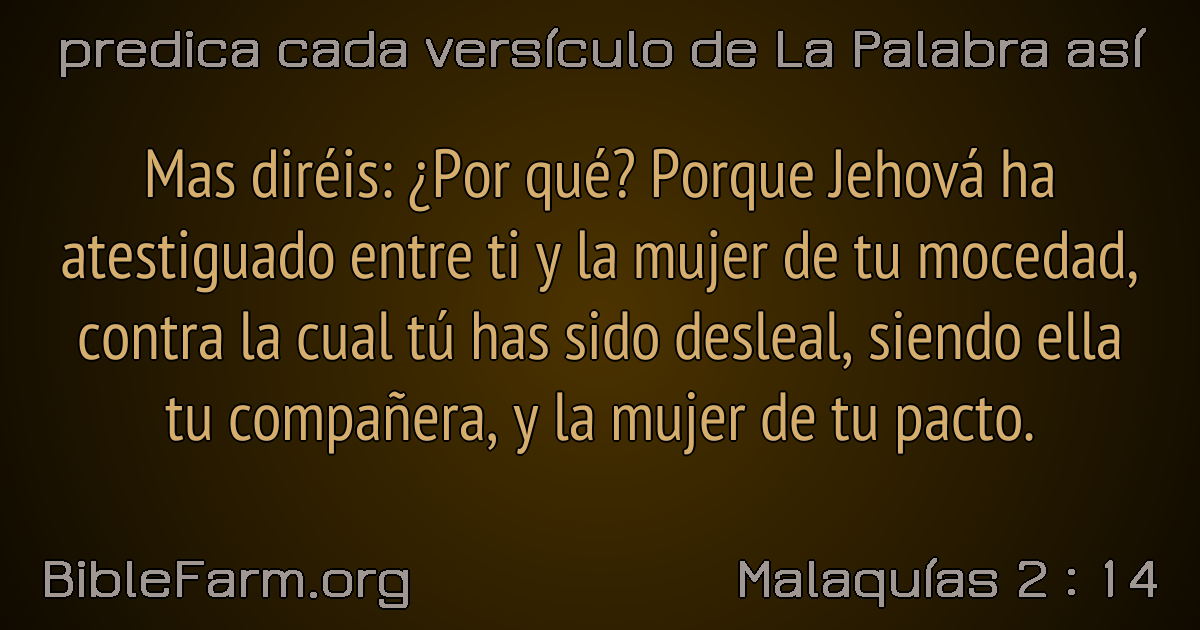 predica cada versículo de La Palabra así
Mas diréis: ¿Por qué? Porque Jehová ha
atestiguado entre ti y la mujer de tu mocedad,
contra la cual tú has sido desleal, siendo ella
tu compañera, y la mujer de tu pacto.
BibleFarm.org
Malaquías 2 : 14